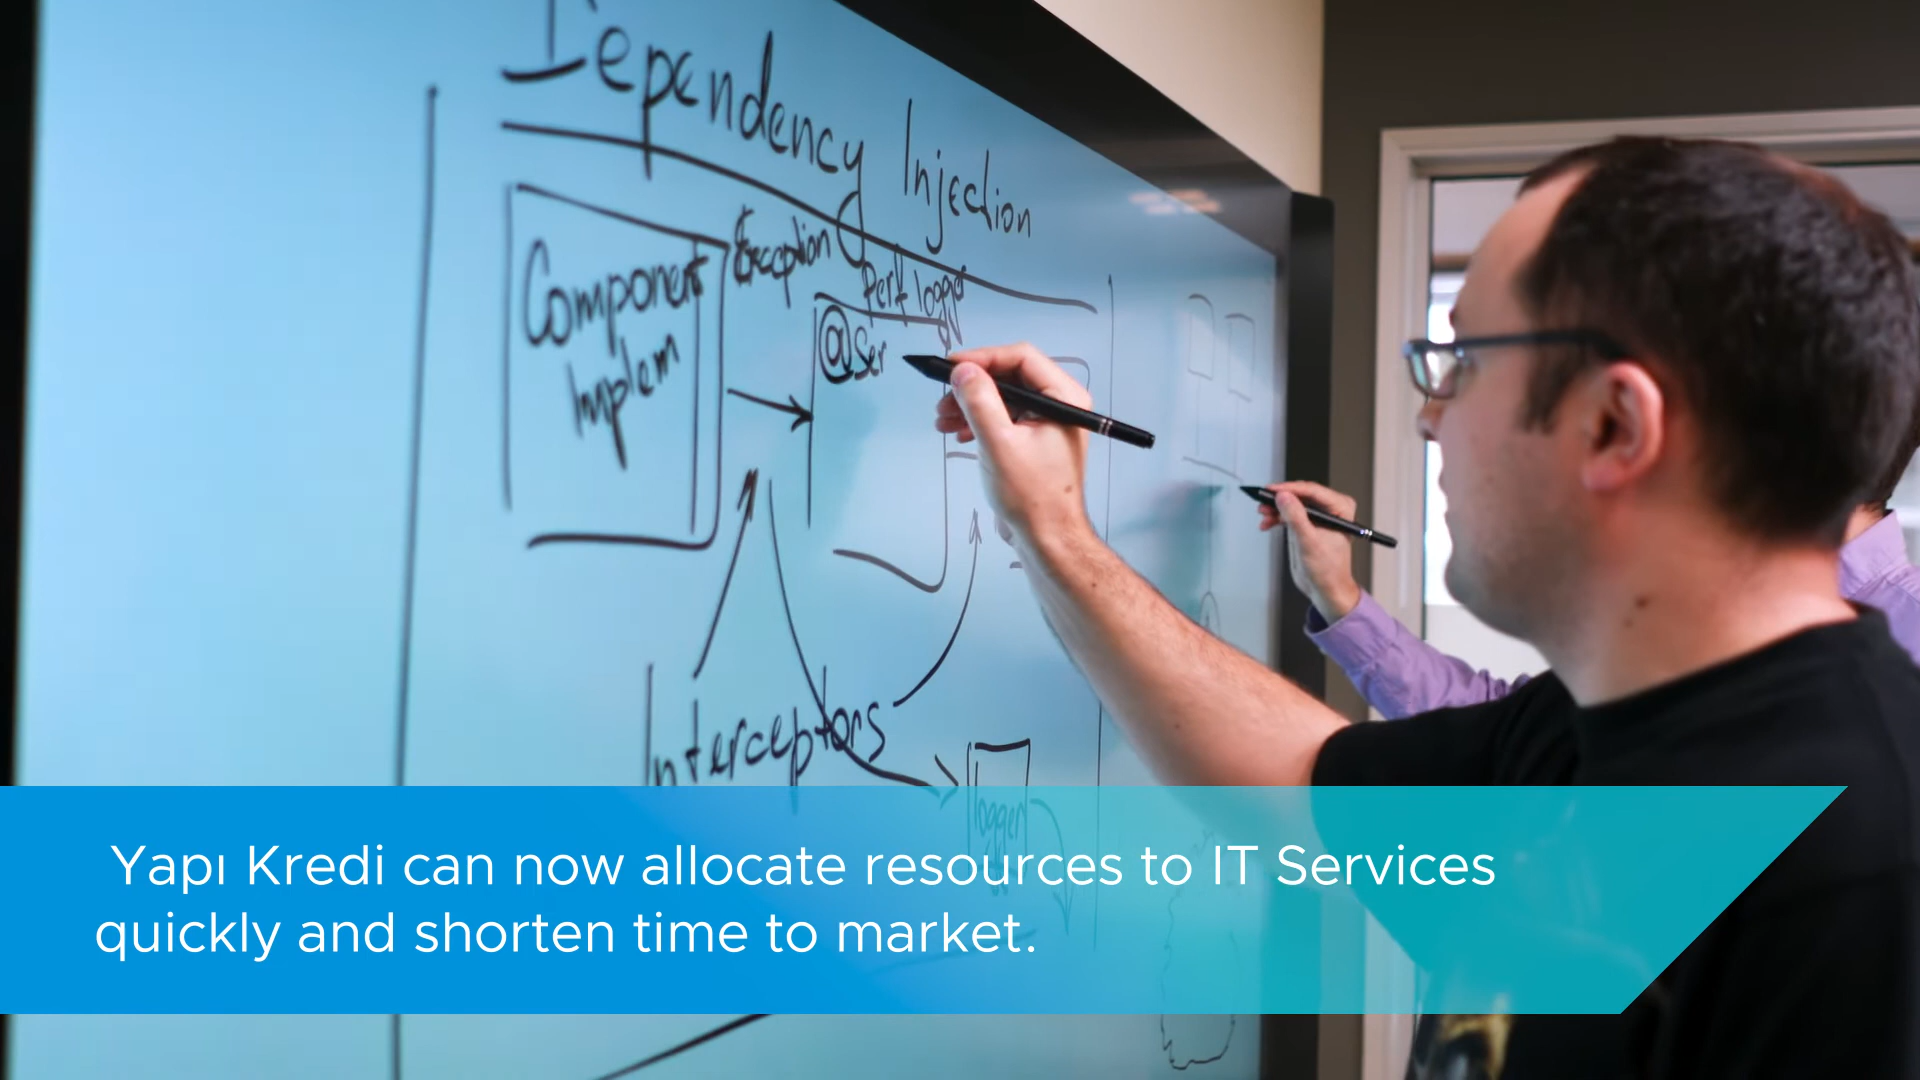 Dependency Injection
Component
Implem
Exception
Perf logger
@Ser
Interceptors
logger
Yapı Kredi can now allocate resources to IT Services
quickly and shorten time to market.